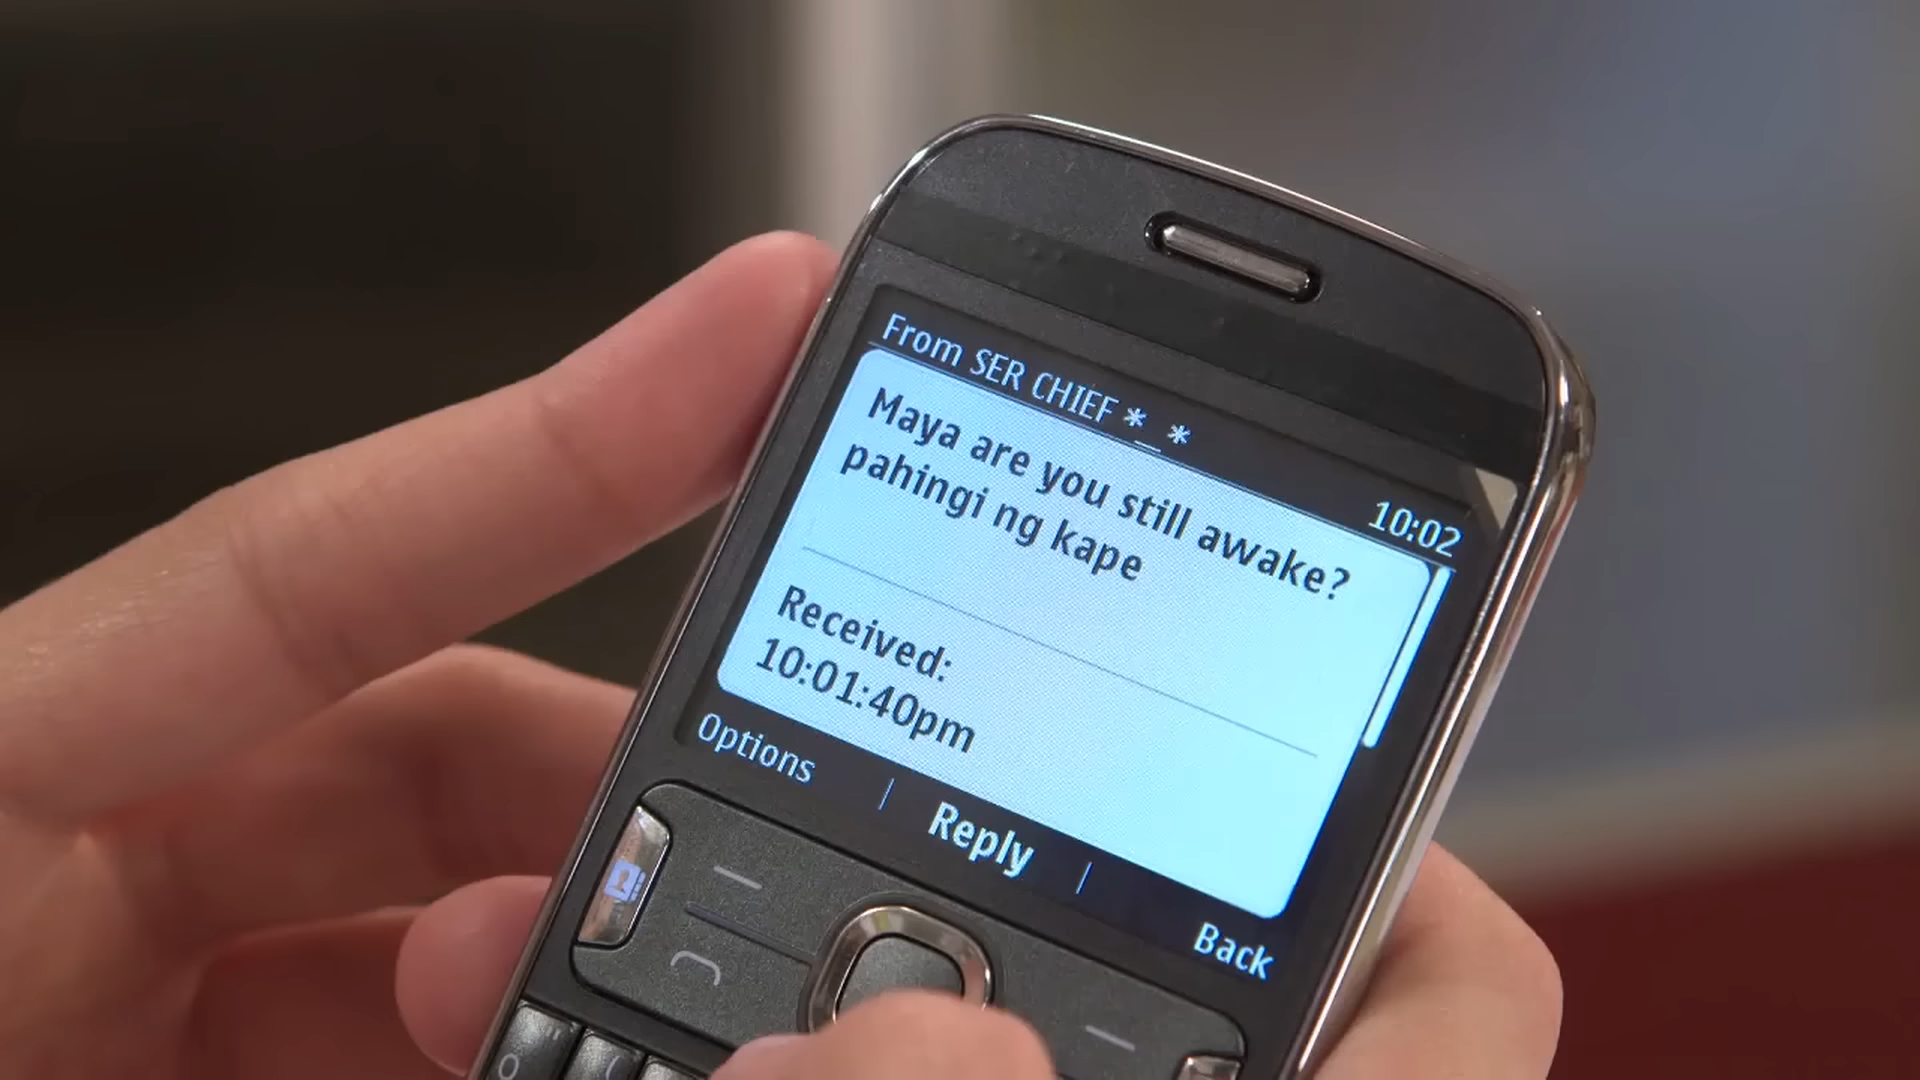 From SER CHIEF *_*
10:02
Maya are you still awake?
pahingi ng kape
Received:
10:01:40pm
Options
Reply
Back